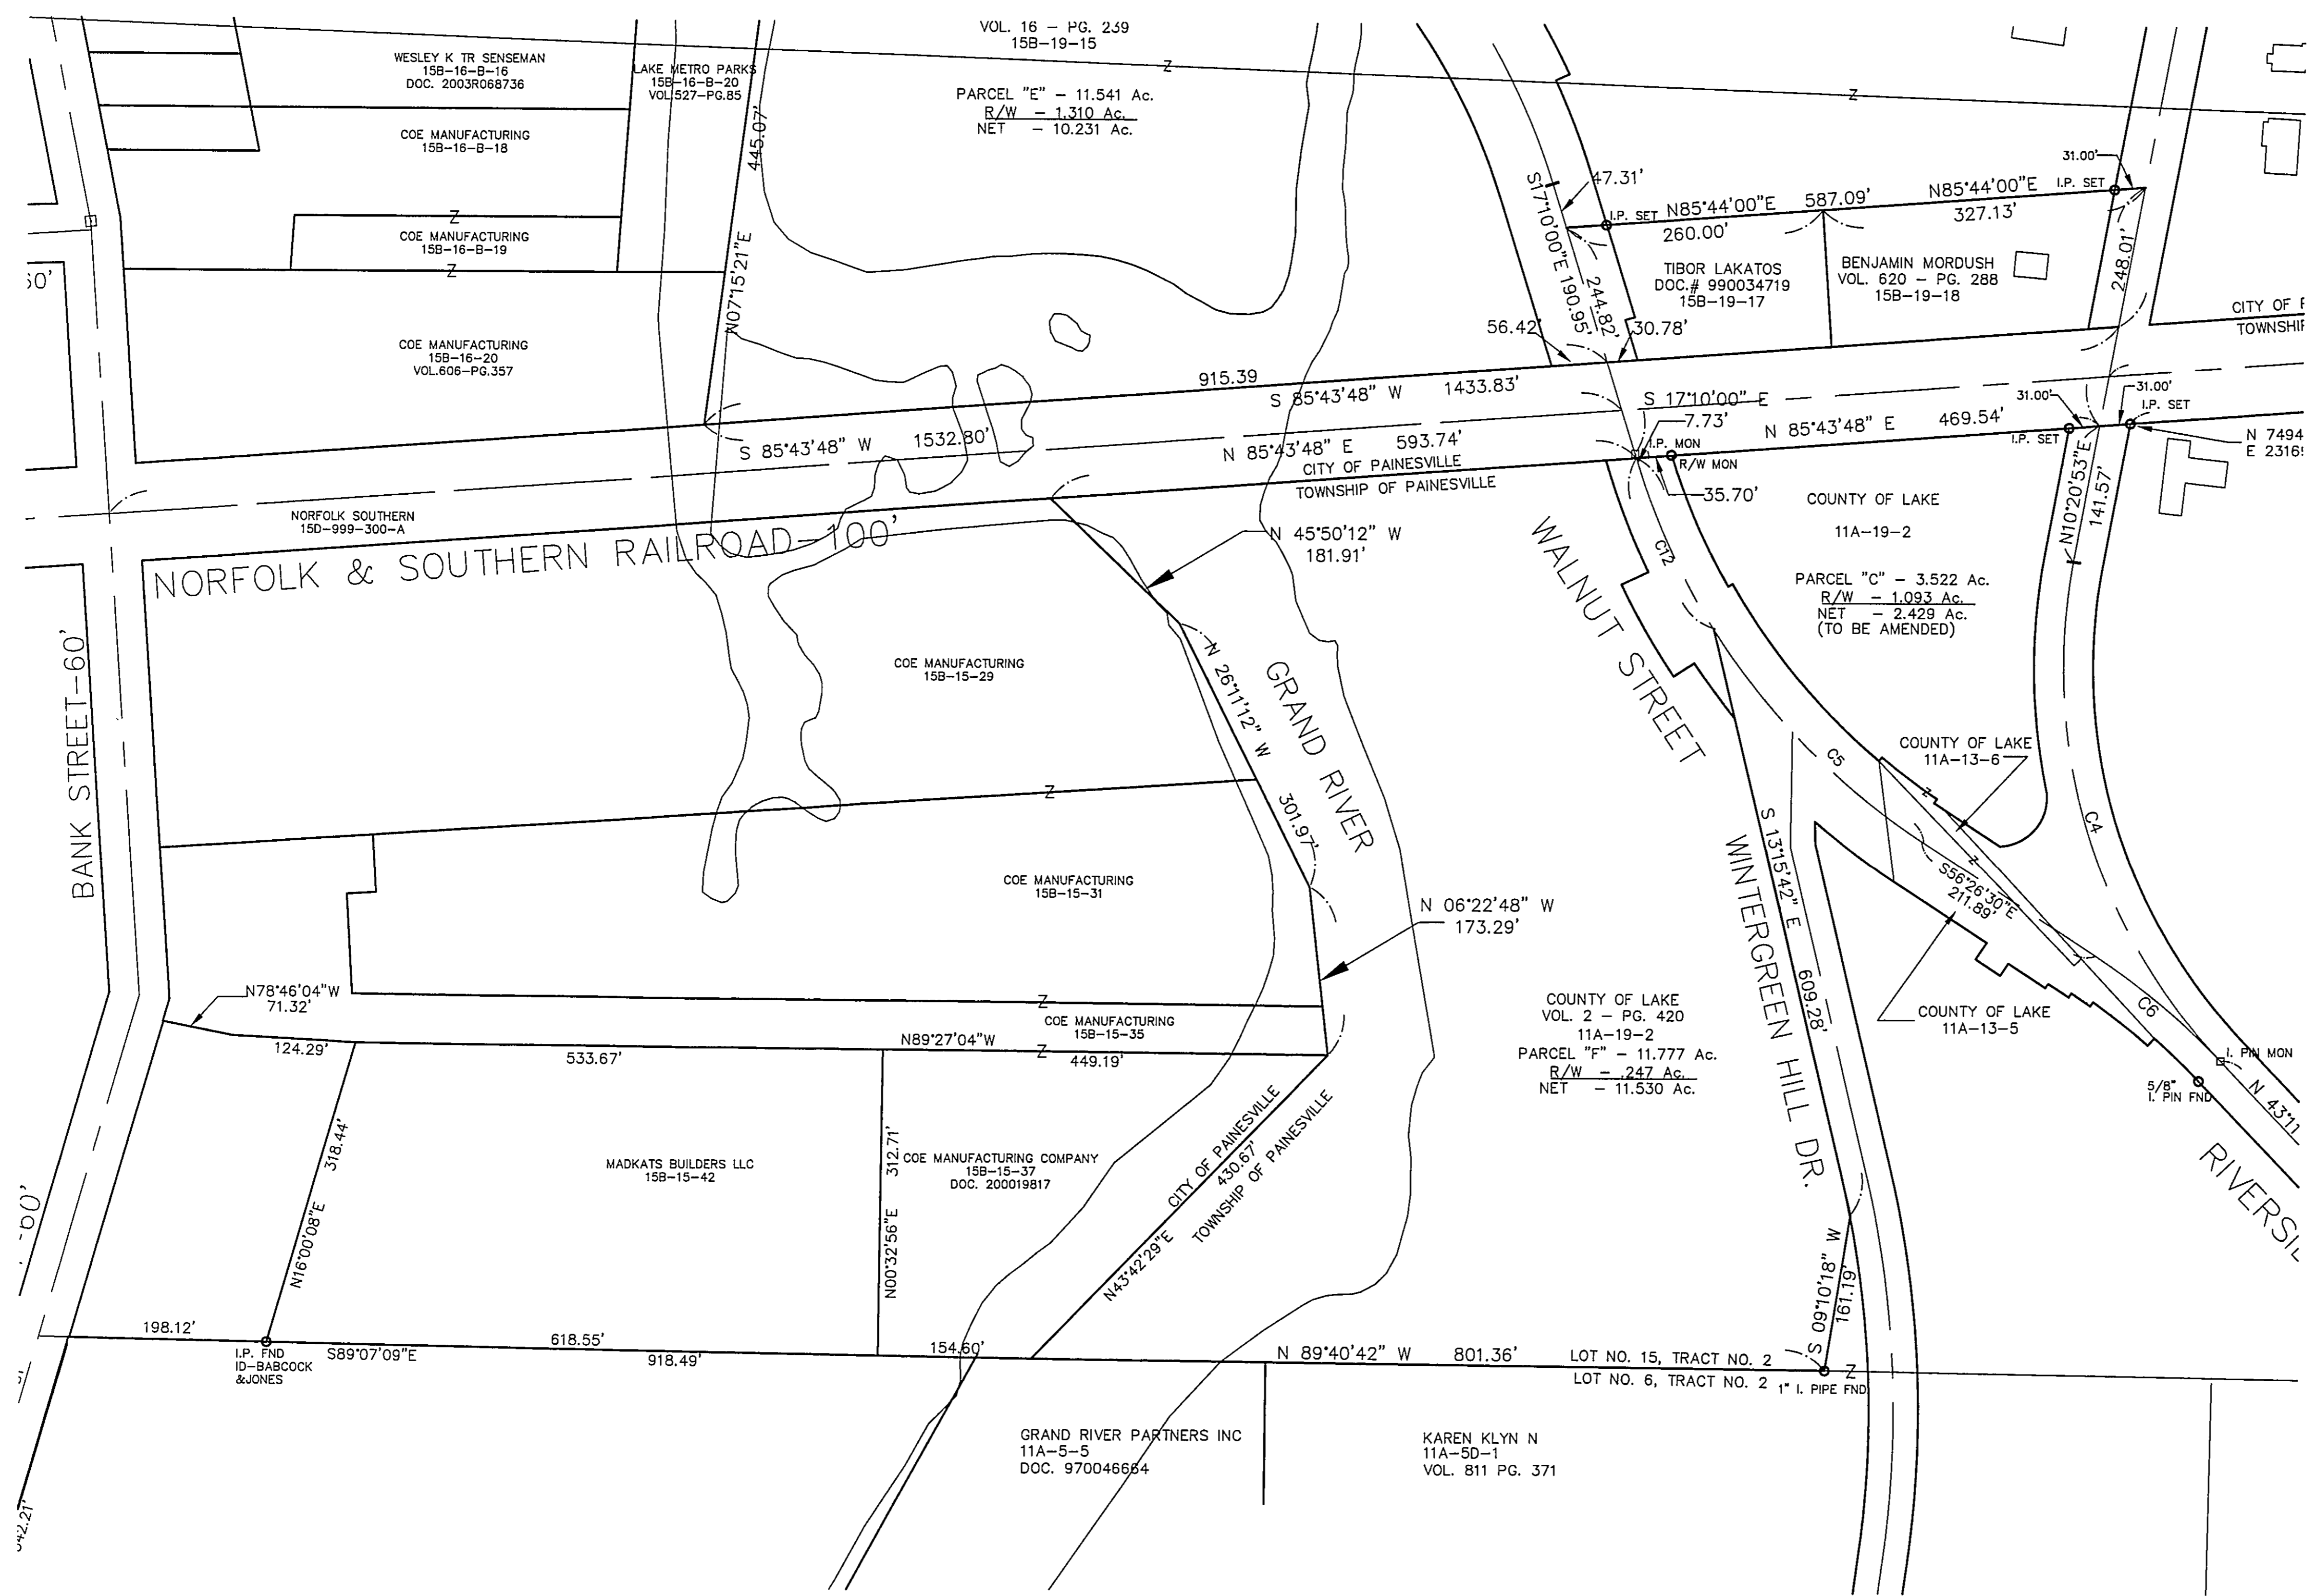 VOL. 16 – PG. 239
15B–19–15
WESLEY K TR SENSEMAN
15B–16–B–16
DOC. 2003R068736
LAKE METRO PARKS
15B–16–B–20
VOL.527–PG.85
Z
PARCEL "E" – 11.541 Ac.
R/W – 1.310 Ac.
NET – 10.231 Ac.
Z
COE MANUFACTURING
15B–16–B–18
445.07'
N07°15'21"E
Z
COE MANUFACTURING
15B–16–B–19
Z
COE MANUFACTURING
15B–16–20
VOL.606–PG.357
S17°10'00"E 190.95'
47.31'
244.82'
I.P. SET
N85°44'00"E
587.09'
260.00'
N85°44'00"E
327.13'
I.P. SET
31.00'
248.01'
TIBOR LAKATOS
DOC.# 990034719
15B–19–17
BENJAMIN MORDUSH
VOL. 620 – PG. 288
15B–19–18
56.42'
30.78'
915.39
S 85°43'48" W 1433.83'
S 85°43'48" W 1532.80'
N 85°43'48" E 593.74'
CITY OF PAINESVILLE
TOWNSHIP OF PAINESVILLE
S 17°10'00" E
7.73'
I.P. MON
R/W MON
35.70'
N 85°43'48" E 469.54'
31.00'
31.00'
I.P. SET
I.P. SET
N 7494
E 2316
N10°20'53"E
141.57'
NORFOLK SOUTHERN
15D–999–300–A
NORFOLK & SOUTHERN RAILROAD–100'
BANK STREET–60'
N 45°50'12" W
181.91'
WALNUT STREET
C12
COUNTY OF LAKE
11A–19–2
PARCEL "C" – 3.522 Ac.
R/W – 1.093 Ac.
NET – 2.429 Ac.
(TO BE AMENDED)
COE MANUFACTURING
15B–15–29
N 26°11'12" W
301.97'
GRAND RIVER
Z
COUNTY OF LAKE
11A–13–6
C5
C4
Z
Z
S56°26'30"E
211.89'
C6
COE MANUFACTURING
15B–15–31
N 06°22'48" W
173.29'
S 13°15'42" E
609.28'
WINTERGREEN HILL DR.
N78°46'04"W
71.32'
Z
COE MANUFACTURING
15B–15–35
124.29'
533.67'
N89°27'04"W
Z
449.19'
COUNTY OF LAKE
VOL. 2 – PG. 420
11A–19–2
PARCEL "F" – 11.777 Ac.
R/W – .247 Ac.
NET – 11.530 Ac.
COUNTY OF LAKE
11A–13–5
I. PIN MON
5/8"
I. PIN FND
N 43°11
318.44'
N16°00'08"E
MADKATS BUILDERS LLC
15B–15–42
312.71'
N00°32'56"E
COE MANUFACTURING COMPANY
15B–15–37
DOC. 200019817
CITY OF PAINESVILLE
430.67'
TOWNSHIP OF PAINESVILLE
N43°42'29"E
S 09°10'18" W
161.19'
198.12'
I.P. FND
ID–BABCOCK
&JONES
S89°07'09"E
618.55'
918.49'
154.60'
N 89°40'42" W 801.36'
LOT NO. 15, TRACT NO. 2
LOT NO. 6, TRACT NO. 2
1" I. PIPE FND
Z
GRAND RIVER PARTNERS INC
11A–5–5
DOC. 970046664
KAREN KLYN N
11A–5D–1
VOL. 811 PG. 371